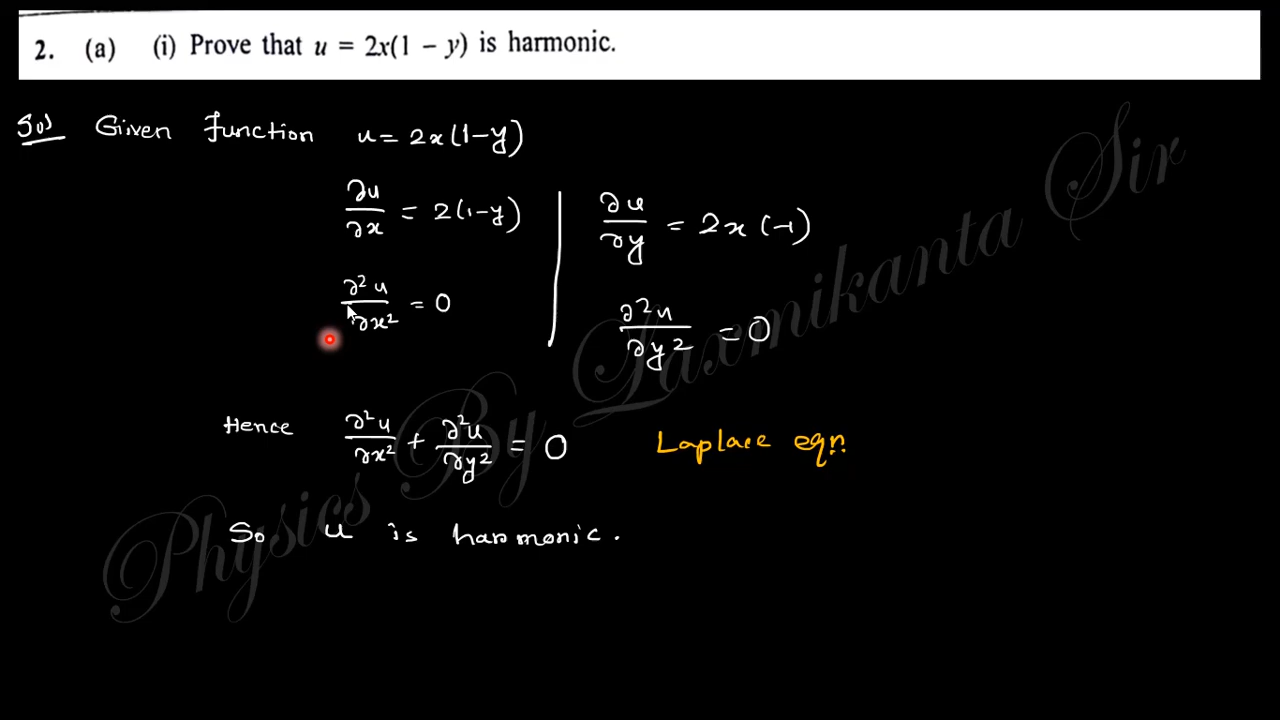 2. (a) (i) Prove that u = 2x(1 − y) is harmonic.
Sol Given function u = 2x(1-y)
∂u/∂x = 2(1-y)
∂u/∂y = 2x(-1)
∂²u/∂x² = 0
∂²u/∂y² = 0
Hence ∂²u/∂x² + ∂²u/∂y² = 0 Laplace eqn.
So u is harmonic.
Physics By Laxmikanta Sir